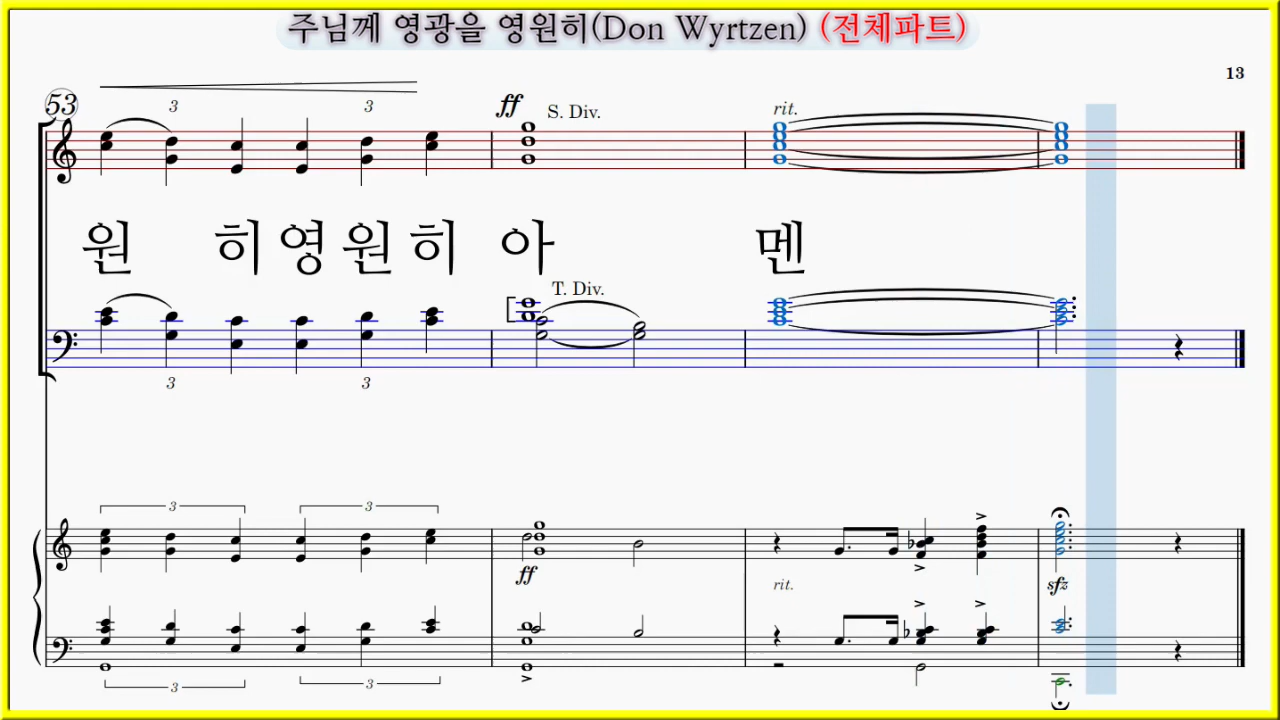 주님께 영광을 영원히(Don Wyrtzen) (전체파트)
13
53
3 3 ff S. Div. rit.
원 히 영 원 히 아 멘
T. Div.
3 3
3 3
ff rit. sfz
3 3